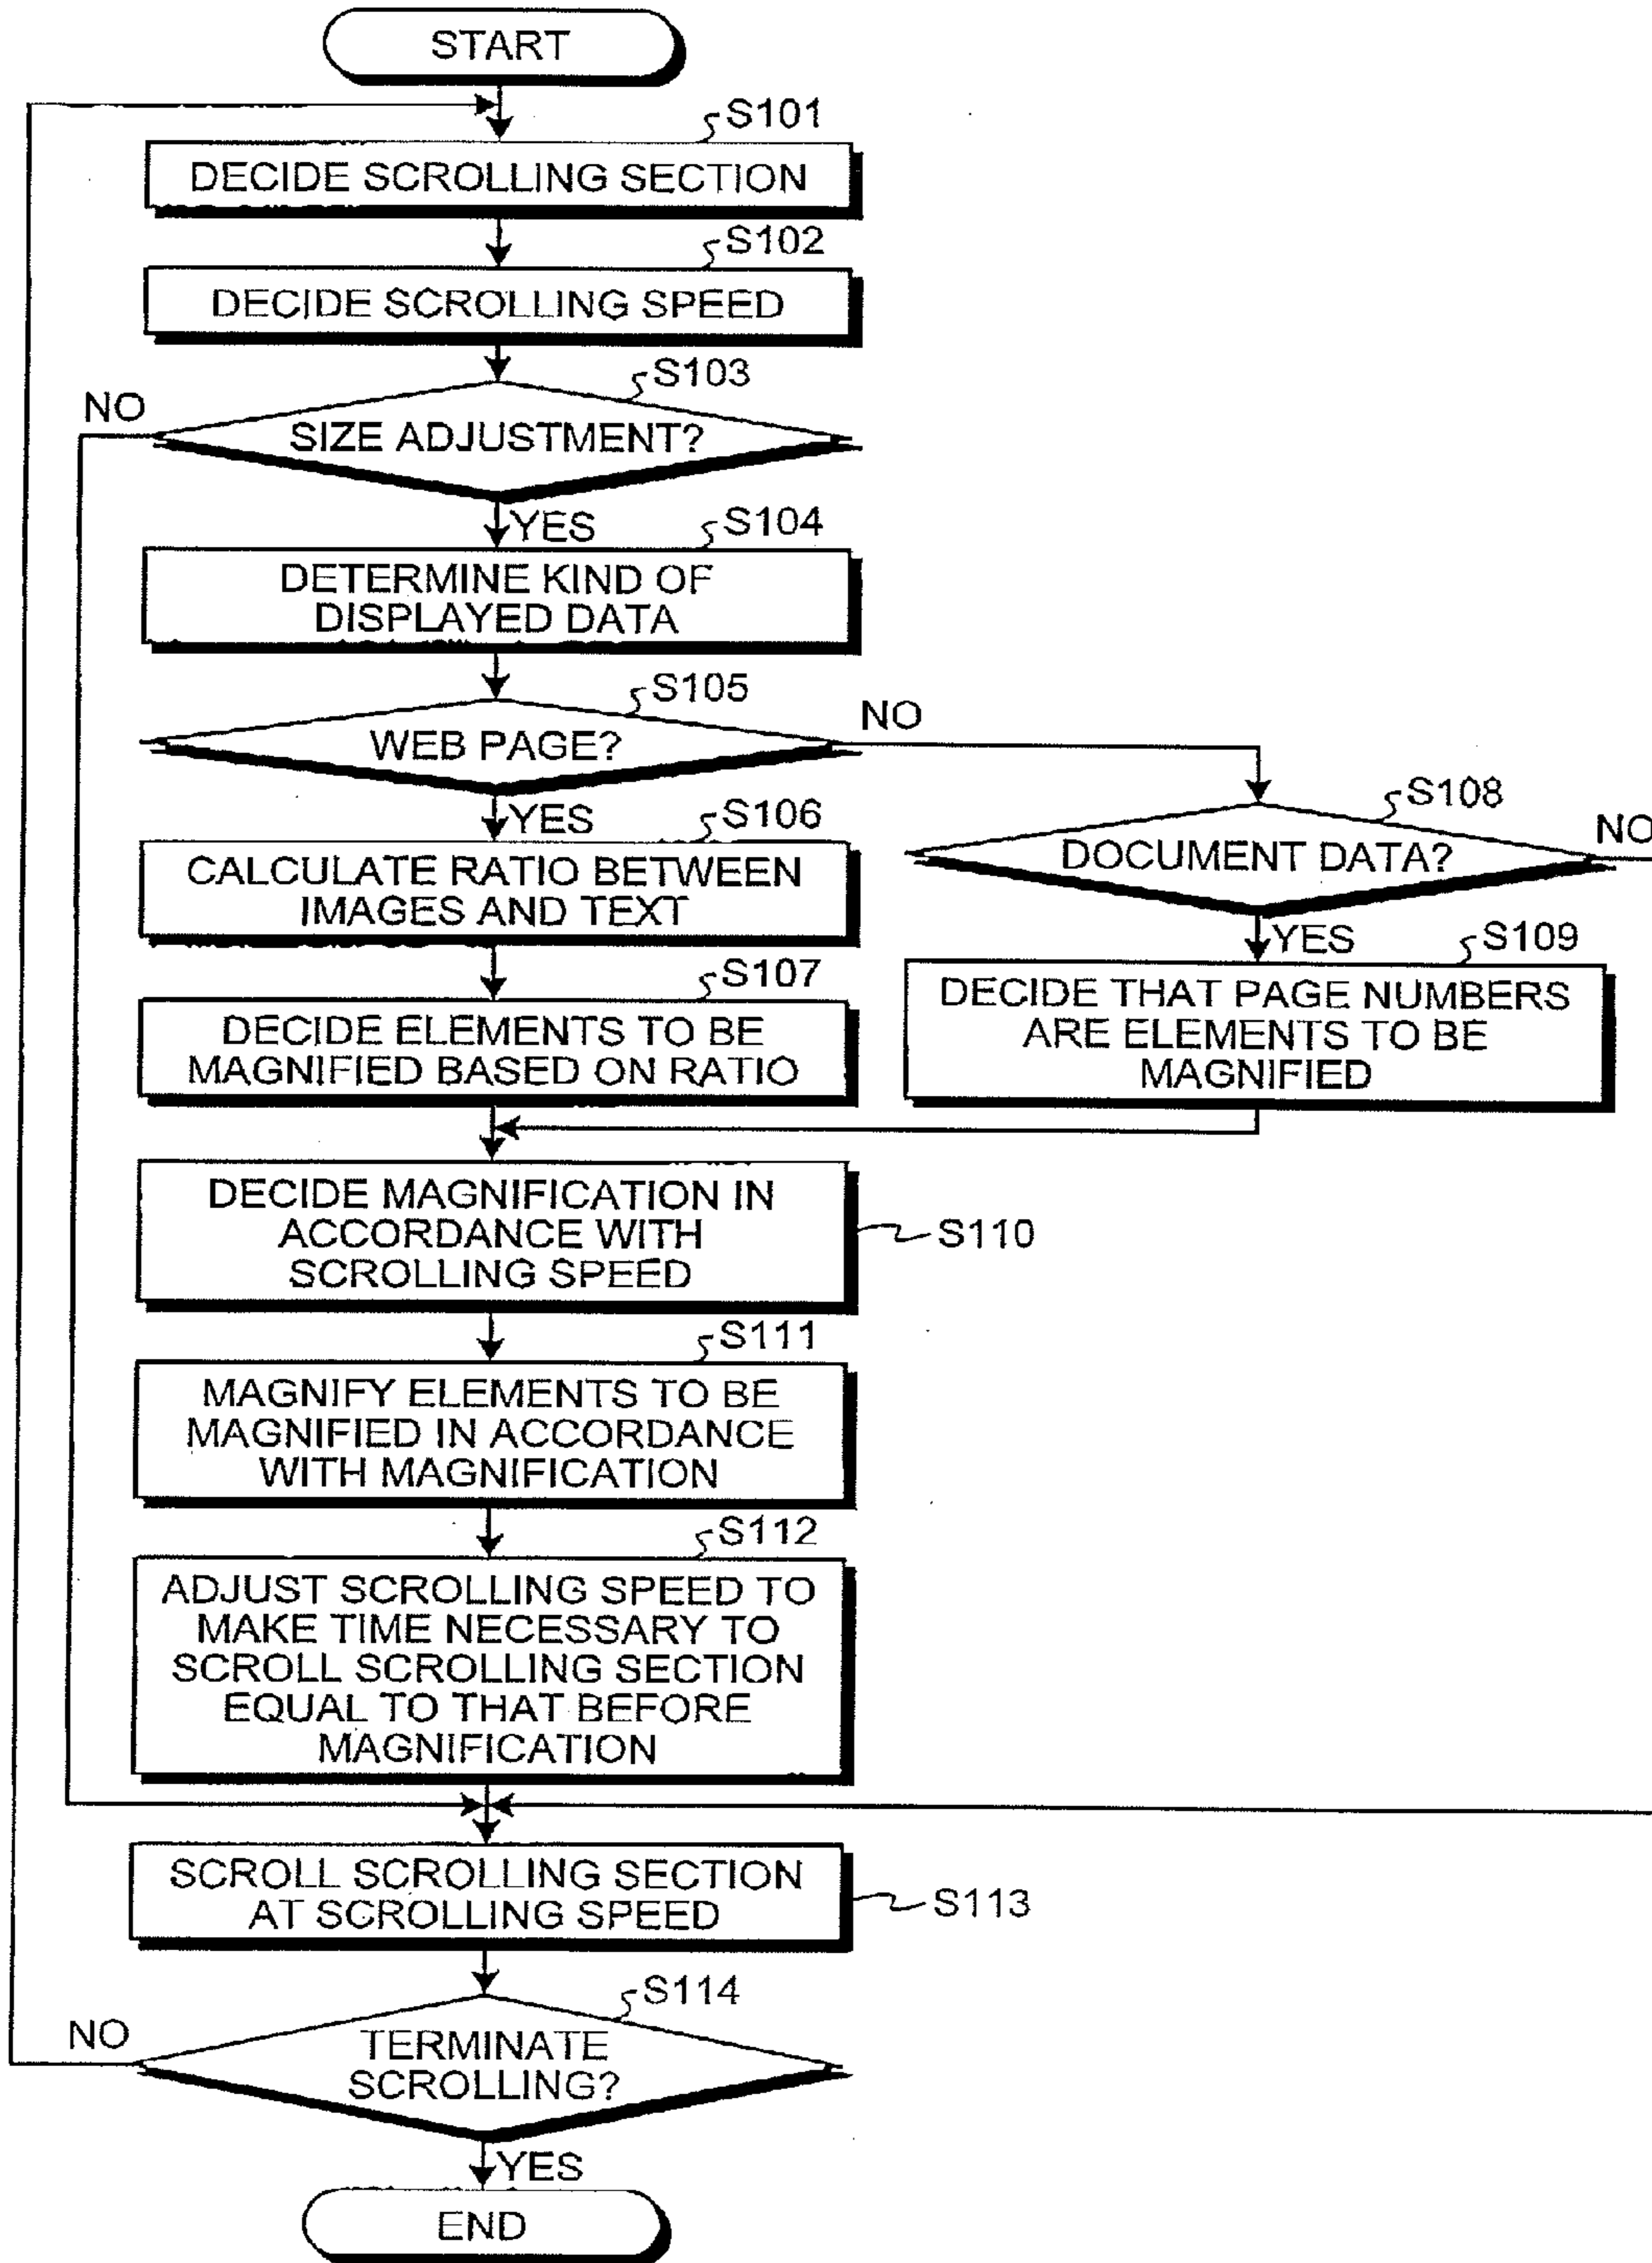 START
S101
DECIDE SCROLLING SECTION
S102
DECIDE SCROLLING SPEED
S103
NO
SIZE ADJUSTMENT?
YES
S104
DETERMINE KIND OF
DISPLAYED DATA
S105
NO
WEB PAGE?
YES
S108
NO
DOCUMENT DATA?
S106
CALCULATE RATIO BETWEEN
IMAGES AND TEXT
YES
S109
DECIDE THAT PAGE NUMBERS
ARE ELEMENTS TO BE
MAGNIFIED
S107
DECIDE ELEMENTS TO BE
MAGNIFIED BASED ON RATIO
DECIDE MAGNIFICATION IN
ACCORDANCE WITH
SCROLLING SPEED
S110
S111
MAGNIFY ELEMENTS TO BE
MAGNIFIED IN ACCORDANCE
WITH MAGNIFICATION
S112
ADJUST SCROLLING SPEED TO
MAKE TIME NECESSARY TO
SCROLL SCROLLING SECTION
EQUAL TO THAT BEFORE
MAGNIFICATION
SCROLL SCROLLING SECTION
AT SCROLLING SPEED
S113
S114
NO
TERMINATE
SCROLLING?
YES
END